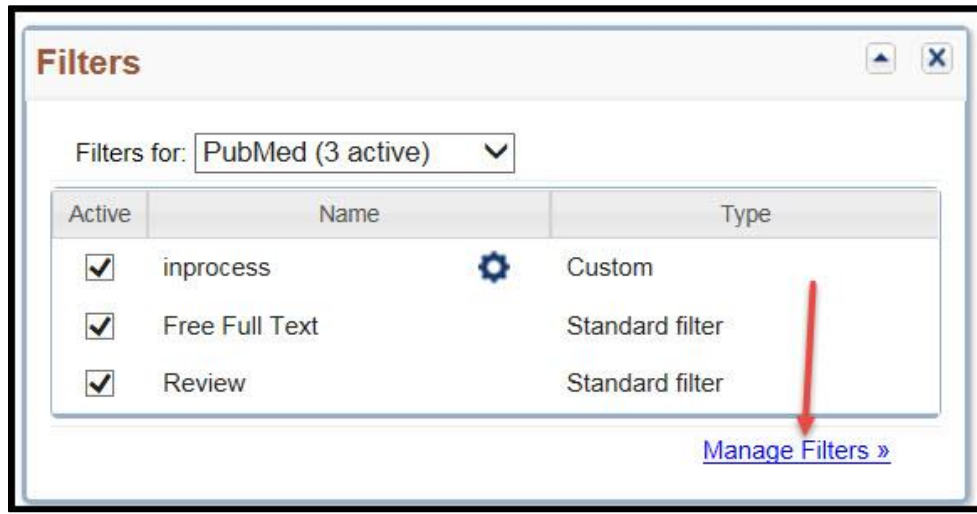 Filters
Filters for: PubMed (3 active)
Active Name Type
inprocess Custom
Free Full Text Standard filter
Review Standard filter
Manage Filters »